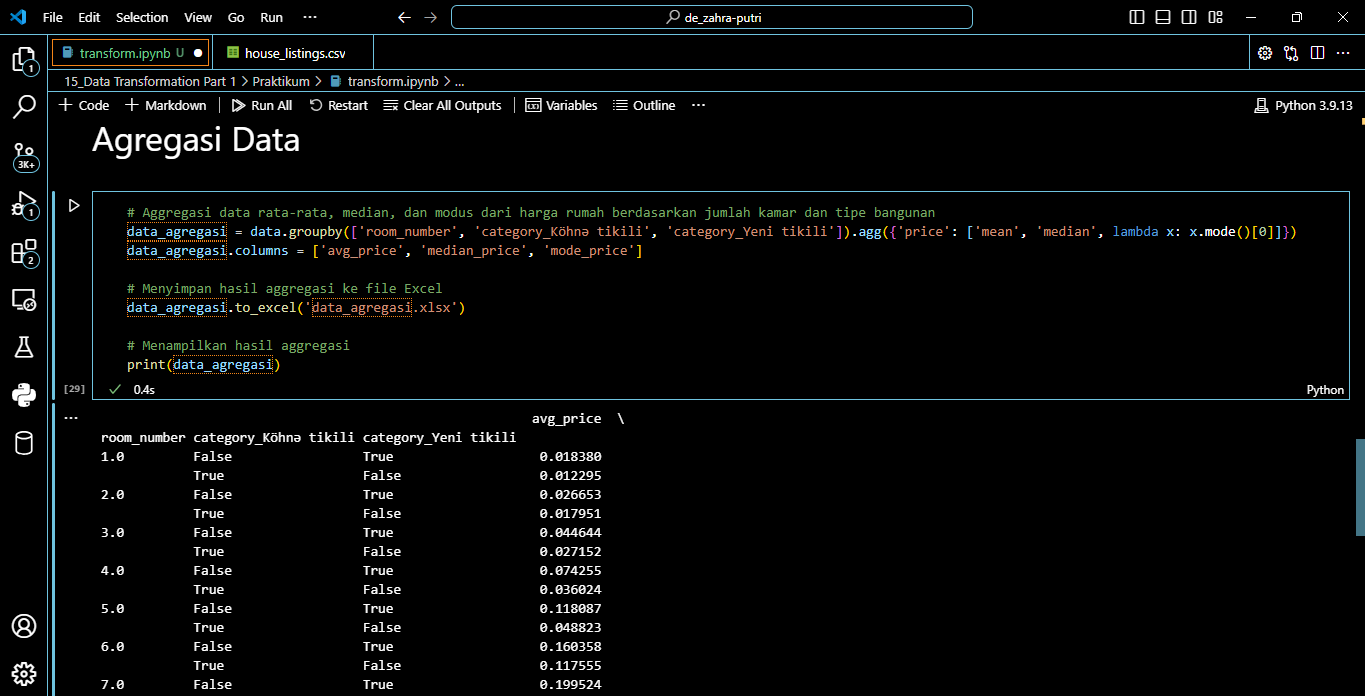 File Edit Selection View Go Run ··· ← → de_zahra-putri
transform.ipynb U ● house_listings.csv
15_Data Transformation Part 1 > Praktikum > transform.ipynb > ...
+ Code + Markdown | Run All Restart Clear All Outputs | Variables Outline ··· Python 3.9.13
1
3K+
1
2
Agregasi Data
# Aggregasi data rata-rata, median, dan modus dari harga rumah berdasarkan jumlah kamar dan tipe bangunan
data_agregasi = data.groupby(['room_number', 'category_Köhnə tikili', 'category_Yeni tikili']).agg({'price': ['mean', 'median', lambda x: x.mode()[0]]})
data_agregasi.columns = ['avg_price', 'median_price', 'mode_price']
# Menyimpan hasil aggregasi ke file Excel
data_agregasi.to_excel('data_agregasi.xlsx')
# Menampilkan hasil aggregasi
print(data_agregasi)
[29] ✓ 0.4s Python
··· avg_price \
room_number category_Köhnə tikili category_Yeni tikili
1.0 False True 0.018380
True False 0.012295
2.0 False True 0.026653
True False 0.017951
3.0 False True 0.044644
True False 0.027152
4.0 False True 0.074255
True False 0.036024
5.0 False True 0.118087
True False 0.048823
6.0 False True 0.160358
True False 0.117555
7.0 False True 0.199524